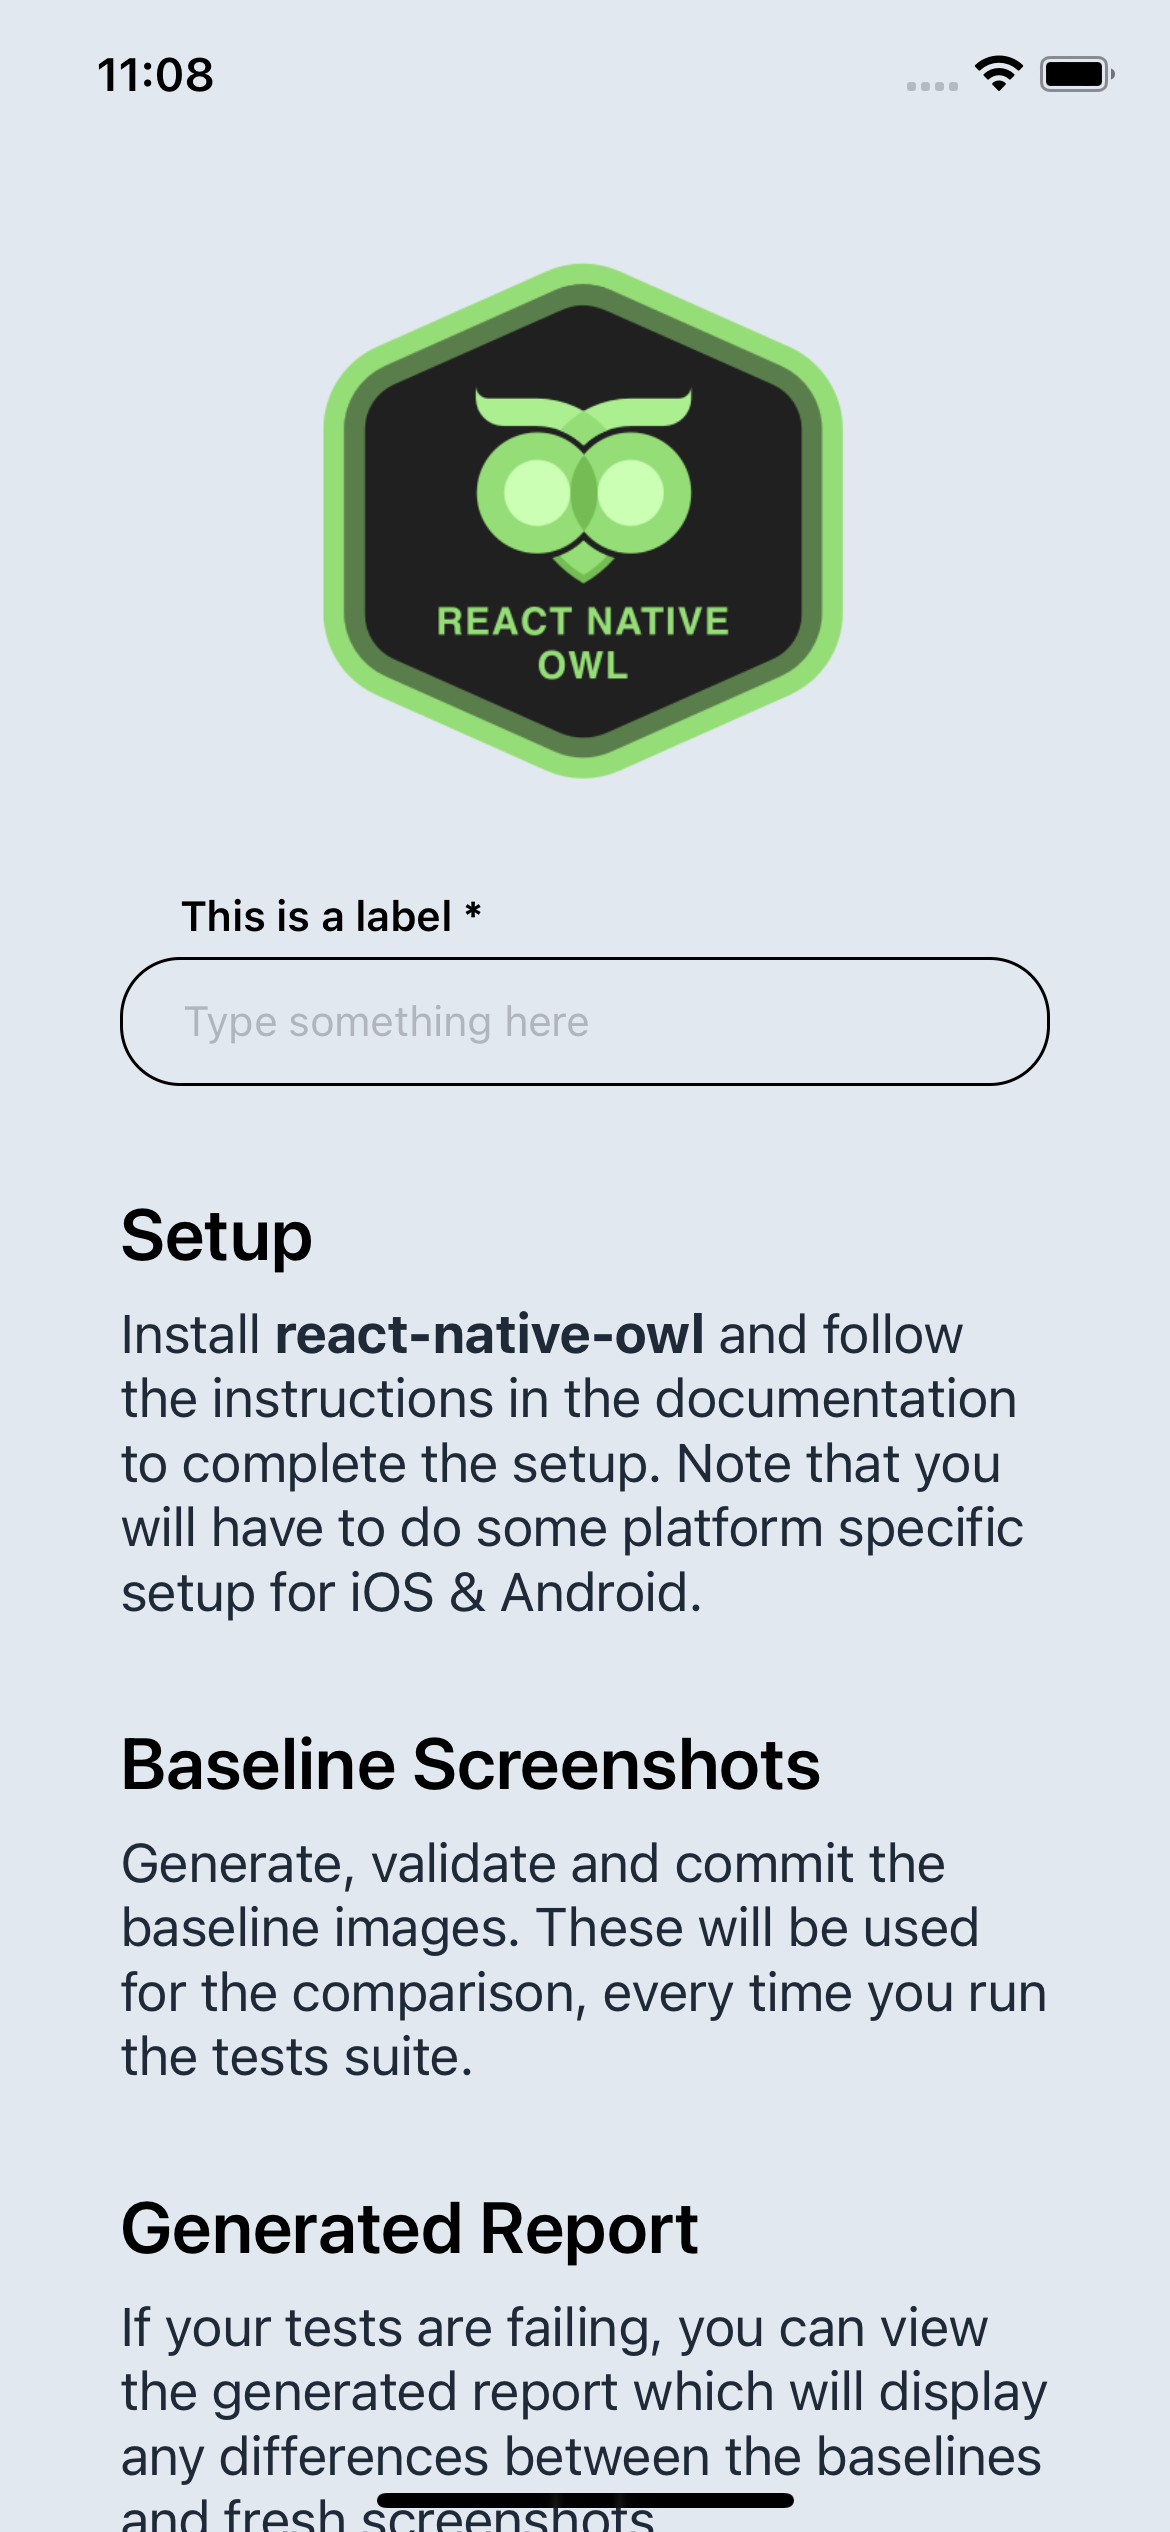 11:08
REACT NATIVE
OWL
This is a label *
Type something here
Setup
Install react-native-owl and follow
the instructions in the documentation
to complete the setup. Note that you
will have to do some platform specific
setup for iOS & Android.
Baseline Screenshots
Generate, validate and commit the
baseline images. These will be used
for the comparison, every time you run
the tests suite.
Generated Report
If your tests are failing, you can view
the generated report which will display
any differences between the baselines
and fresh screenshots.